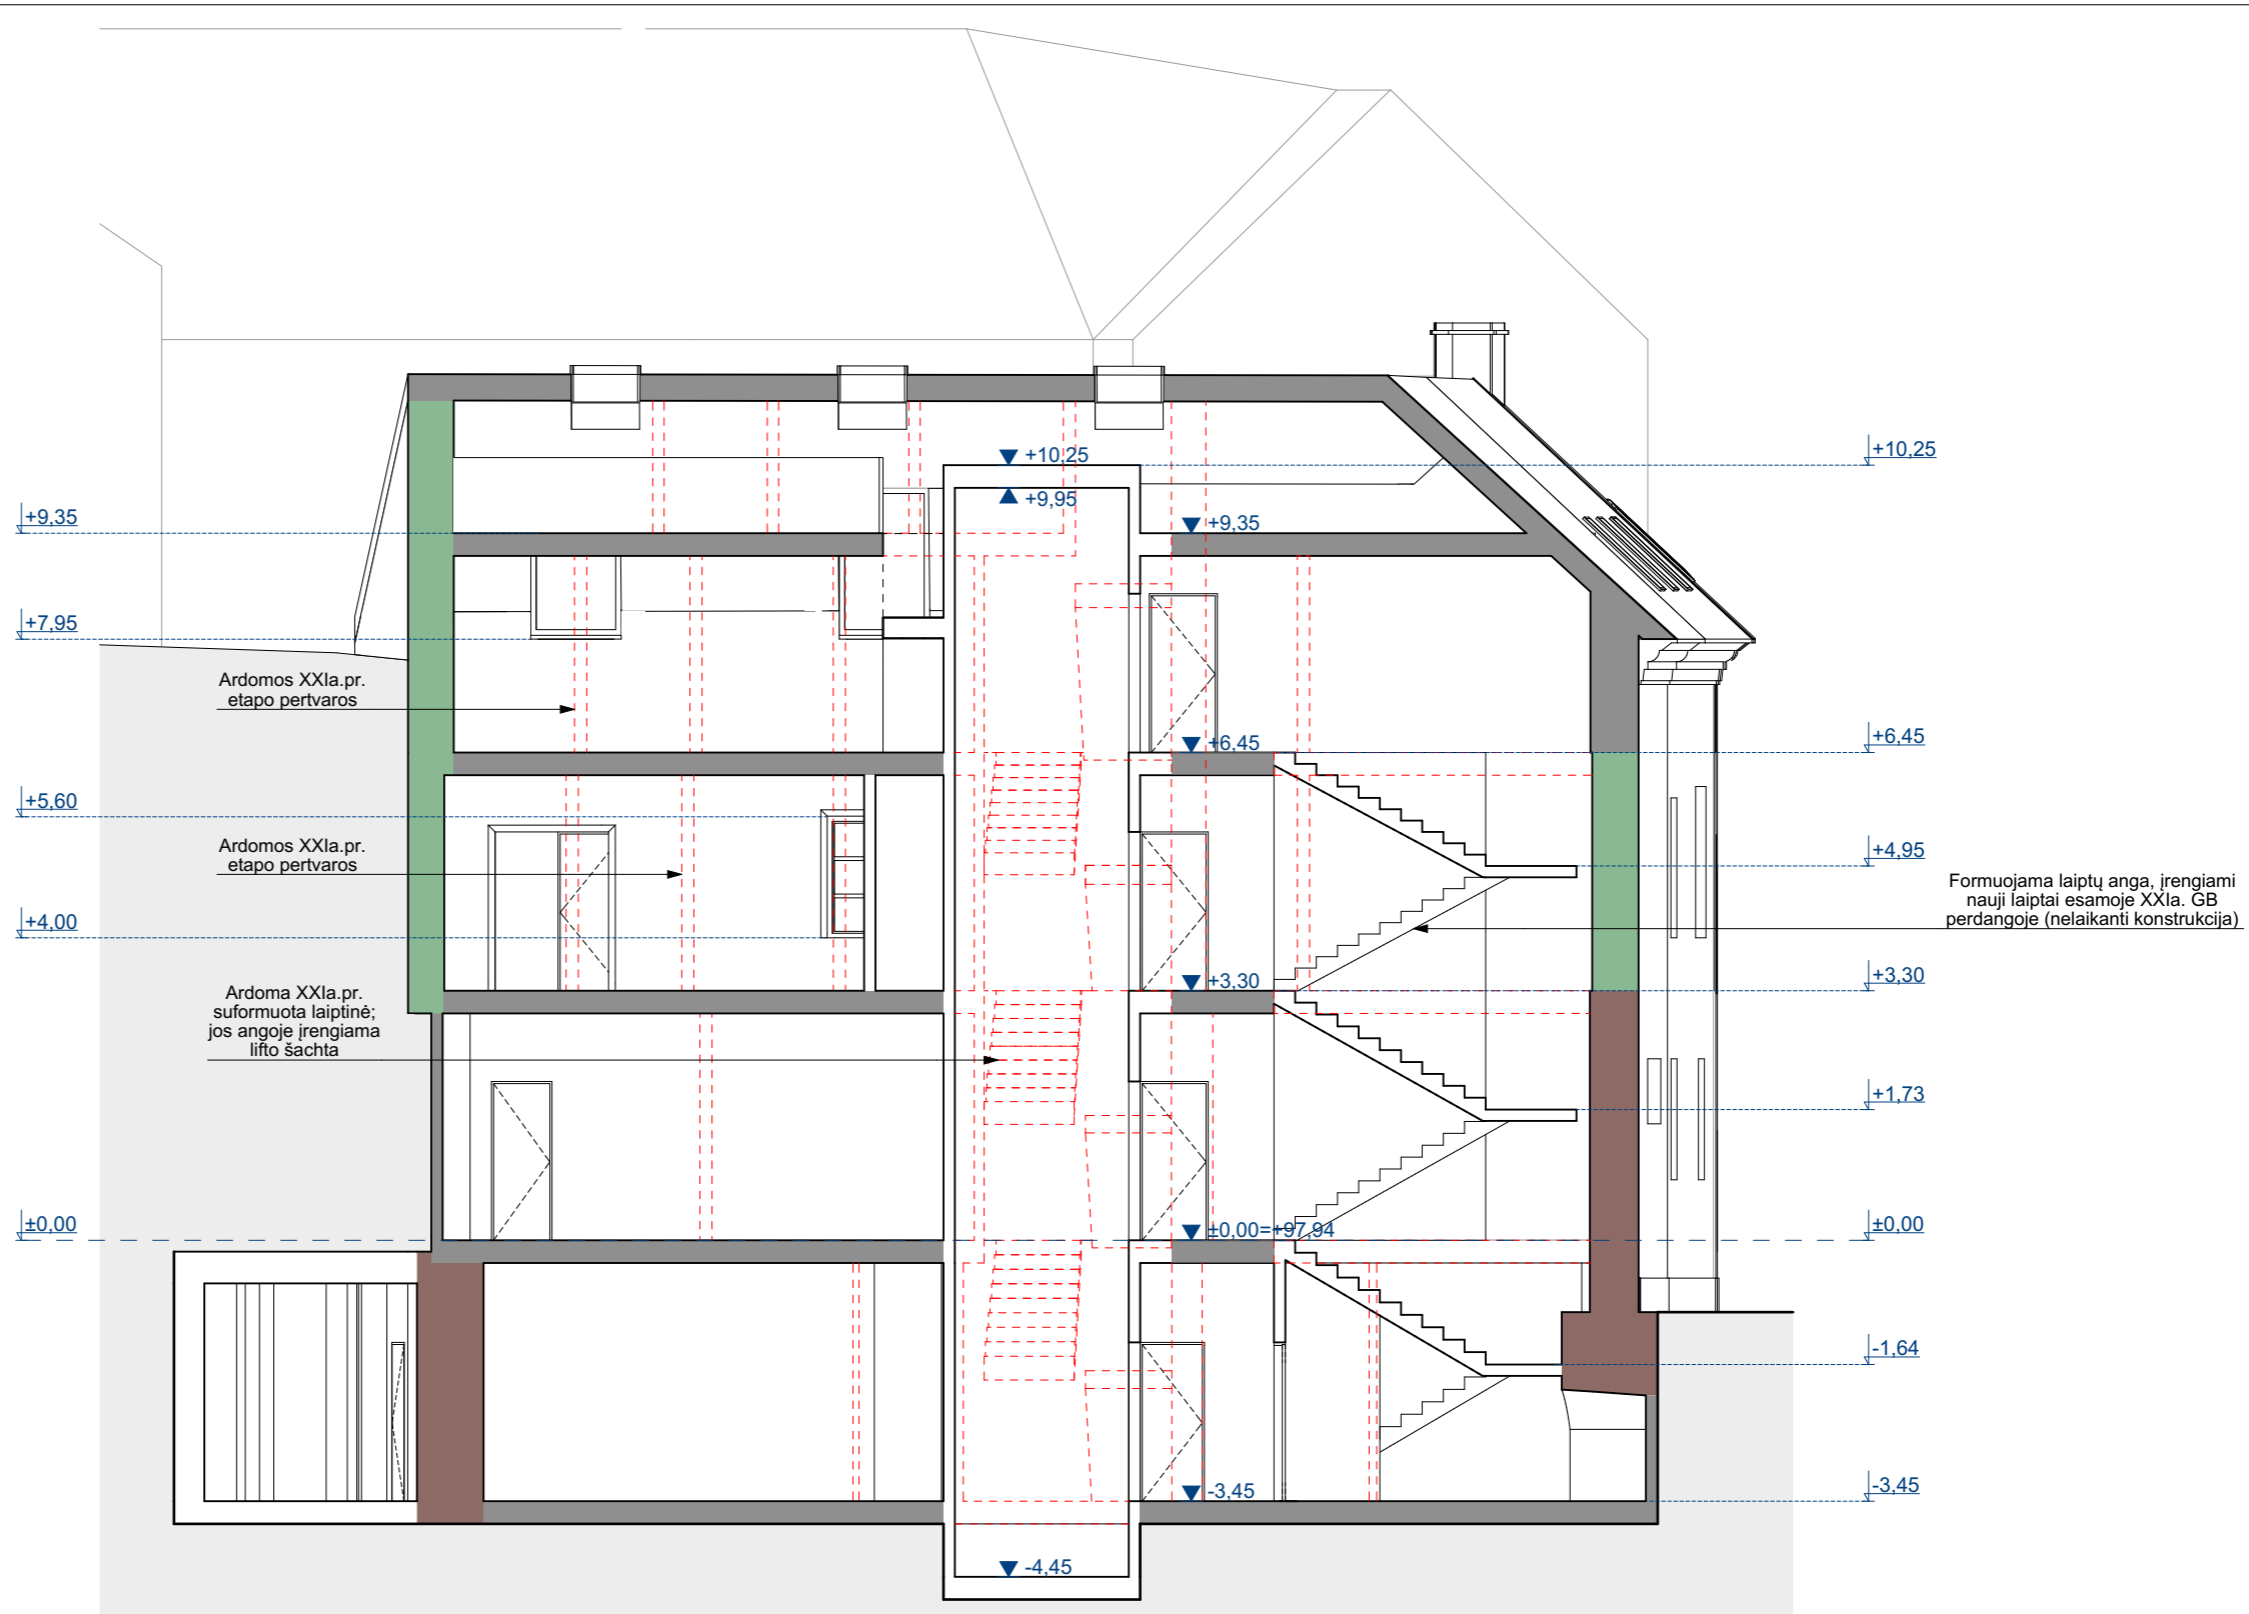 +10,25
+10,25
+9,95
+9,35
+9,35
+7,95
Ardomos XXIa.pr.
etapo pertvaros
+6,45
+6,45
+5,60
Ardomos XXIa.pr.
etapo pertvaros
+4,95
Formuojama laiptų anga, įrengiami
nauji laiptai esamoje XXIa. GB
perdangoje (nelaikanti konstrukcija)
+4,00
+3,30
+3,30
Ardoma XXIa.pr.
suformuota laiptinė;
jos angoje įrengiama
lifto šachta
+1,73
±0,00
±0,00=+97,94
±0,00
-1,64
-3,45
-3,45
-4,45